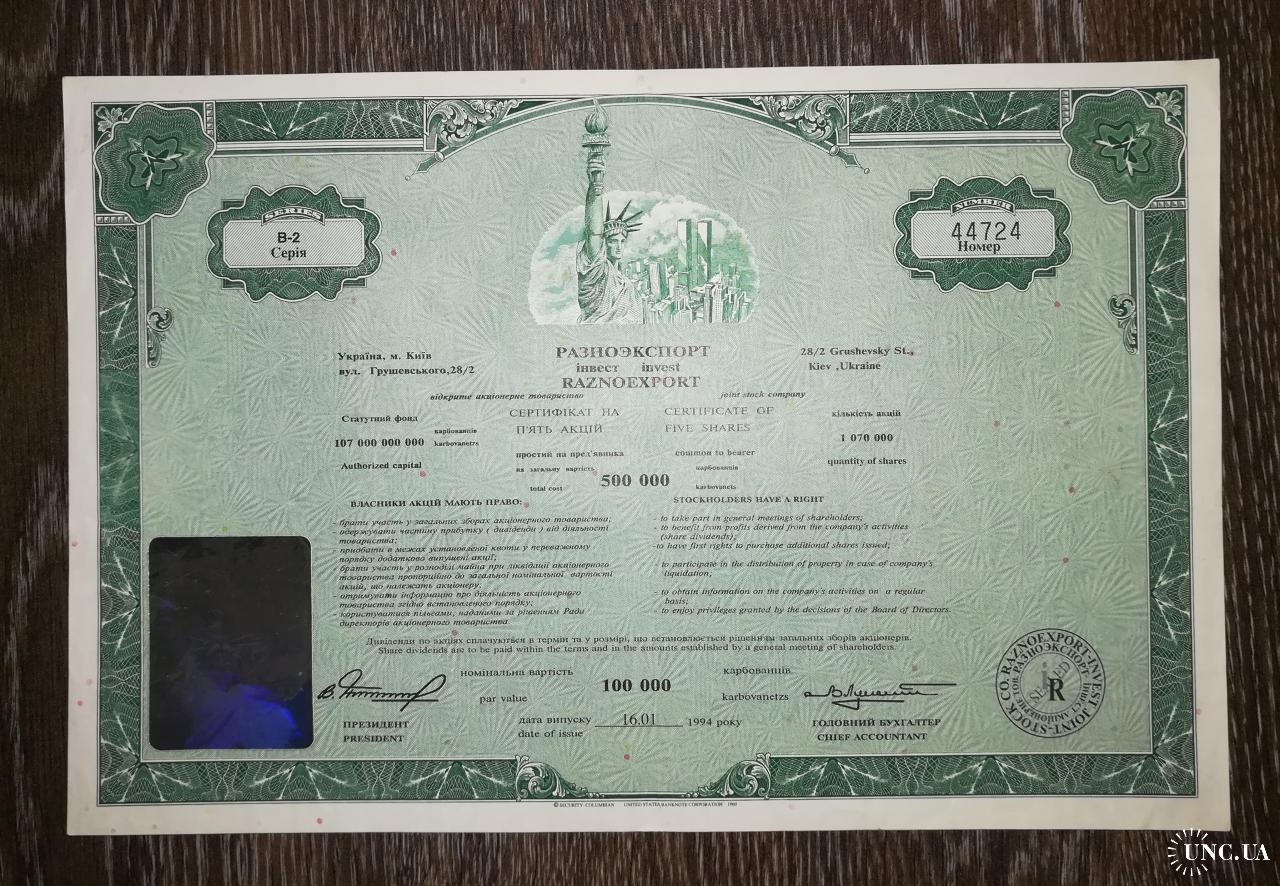 SERIES
B-2
Серія
NUMBER
44724
Номер
Україна, м. Київ
вул. Грушевського,28/2
РАЗНОЭКСПОРТ
інвест invest
RAZNOEXPORT
28/2 Grushevsky St.,
Kiev ,Ukraine
відкрите акціонерне товариство
joint stock company
Статутний фонд
107 000 000 000
карбованців
karbovanetzs
Authorized capital
СЕРТИФІКАТ НА
П'ЯТЬ АКЦІЙ
CERTIFICATE OF
FIVE SHARES
простий на пред'явника
common to bearer
на загальну вартість
total cost
500 000
карбованців
karbovanets
кількість акцій
1 070 000
quantity of shares
ВЛАСНИКИ АКЦІЙ МАЮТЬ ПРАВО:
- брати участь у загальних зборах акціонерного товариства;
- одержувати частину прибутку ( дивіденди ) від діяльності
товариства;
- придбати в межах установленої квоти у переважному
порядку додатково випущені акції;
- брати участь у розподілі майна при ліквідації акціонерного
товариства пропорційно до загальної номінальної вартості
акцій, що належать акціонеру;
- отримувати інформацію про діяльність акціонерного
товариства згідно встановленого порядку;
- користуватися пільгами, наданими за рішенням Ради
директорів акціонерного товариства
STOCKHOLDERS HAVE A RIGHT
- to take part in general meetings of shareholders;
- to benefit from profits derived from the company's activities
(share dividends);
-to have first rights to purchase additional shares issued;
- to participate in the distribution of property in case of company's
liquidation;
- to obtain information on the company's activities on a regular
basis;
- to enjoy privileges granted by the decisions of the Board of Directors.
Дивіденди по акціях сплачуються в термін та у розмірі, що встановлюється рішенням загальних зборів акціонерів.
Share dividends are to be paid within the terms and in the amounts established by a general meeting of shareholders.
номінальна вартість
par value
100 000
карбованців
karbovanetzs
ПРЕЗИДЕНТ
PRESIDENT
дата випуску 16.01 1994 року
date of issue
ГОЛОВНИЙ БУХГАЛТЕР
CHIEF ACCOUNTANT
RAZNOEXPORT INVEST JOINT-STOCK CO.
РАЗНОЭКСПОРТ
R
© SECURITY-COLUMBIAN UNITED STATES BANKNOTE CORPORATION
UNC.UA